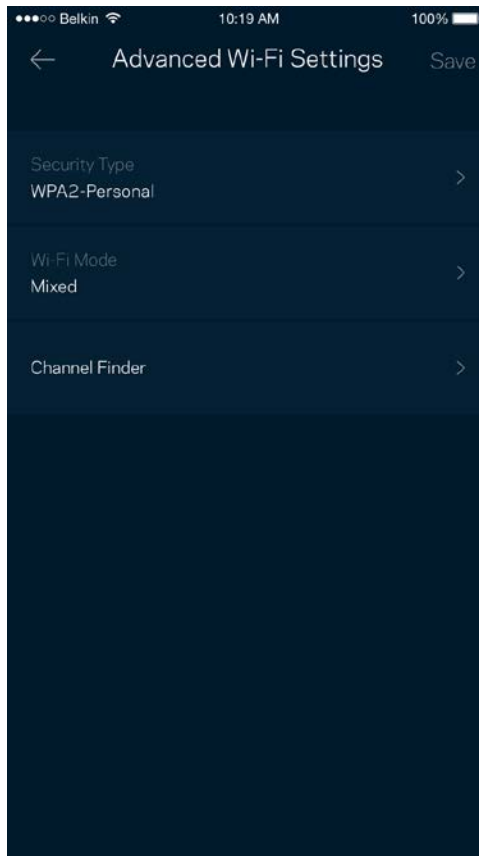 Belkin 10:19 AM 100%
Advanced Wi-Fi Settings Save
Security Type
WPA2-Personal
Wi-Fi Mode
Mixed
Channel Finder